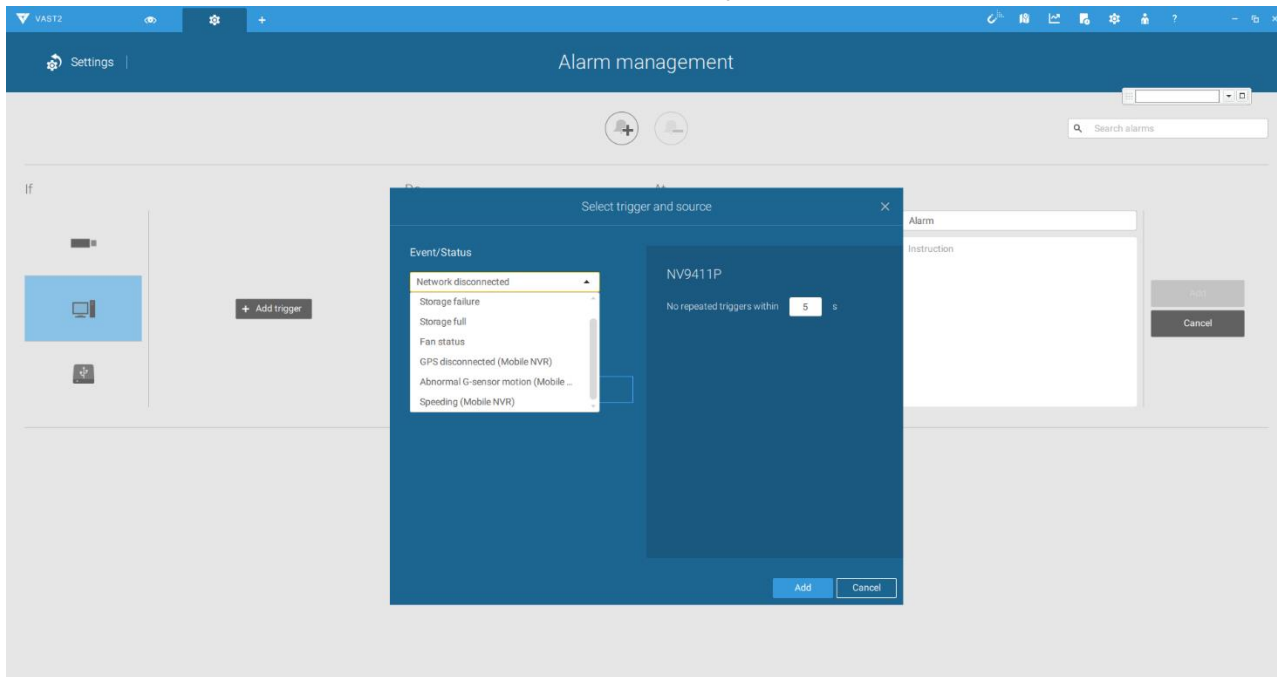 VAST2
+
?
Settings
Alarm management
Search alarms
If
Select trigger and source
Alarm
Instruction
Event/Status
Network disconnected
Storage failure
Storage full
Fan status
GPS disconnected (Mobile NVR)
Abnormal G-sensor motion (Mobile ...
Speeding (Mobile NVR)
NV9411P
No repeated triggers within 5 s
+ Add trigger
Add
Cancel
Add
Cancel